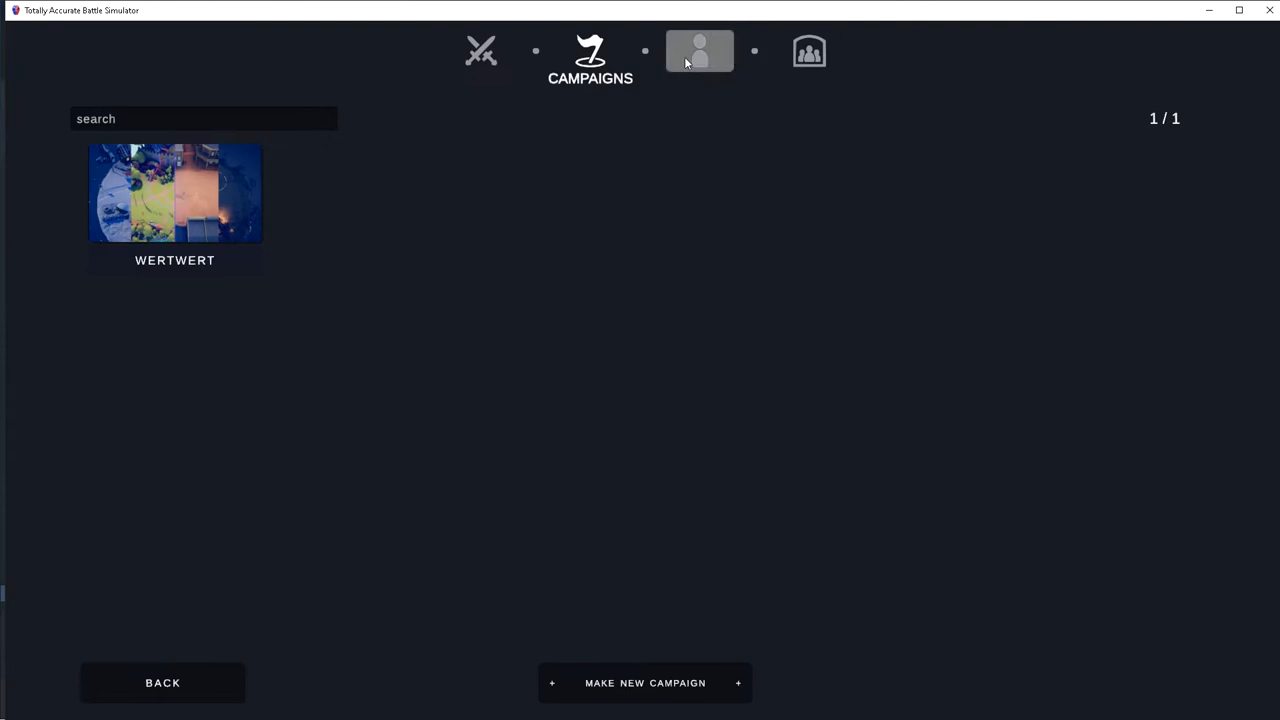 Totally Accurate Battle Simulator
CAMPAIGNS
search
1 / 1
WERTWERT
BACK
+ MAKE NEW CAMPAIGN +